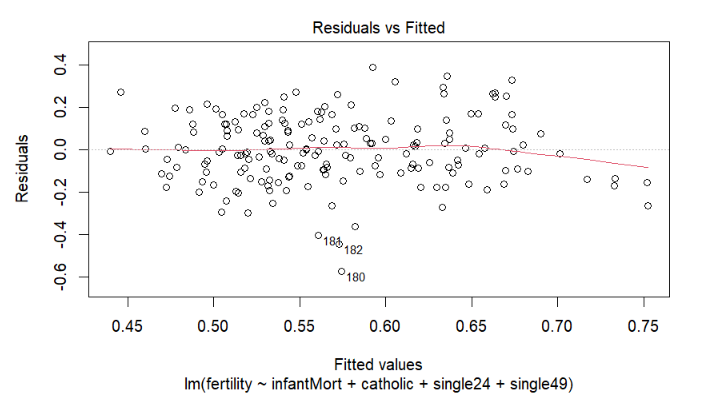 Residuals vs Fitted
Residuals
0.4
0.2
0.0
-0.2
-0.4
-0.6
181
182
180
0.45 0.50 0.55 0.60 0.65 0.70 0.75
Fitted values
lm(fertility ~ infantMort + catholic + single24 + single49)